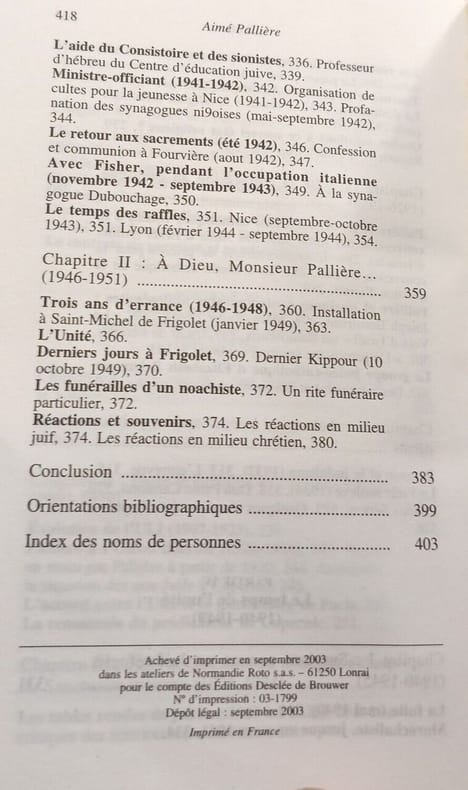 418
Aimé Pallière
L'aide du Consistoire et des sionistes, 336. Professeur
d'hébreu du Centre d'éducation juive, 339.
Ministre-officiant (1941-1942), 342. Organisation de
cultes pour la jeunesse à Nice (1941-1942), 343. Profa-
nation des synagogues ni9oises (mai-septembre 1942),
344.
Le retour aux sacrements (été 1942), 346. Confession
et communion à Fourvière (aout 1942), 347.
Avec Fisher, pendant l'occupation italienne
(novembre 1942 - septembre 1943), 349. À la syna-
gogue Dubouchage, 350.
Le temps des raffles, 351. Nice (septembre-octobre
1943), 351. Lyon (février 1944 - septembre 1944), 354.
Chapitre II : À Dieu, Monsieur Pallière...
(1946-1951) .................................................. 359
Trois ans d'errance (1946-1948), 360. Installation
à Saint-Michel de Frigolet (janvier 1949), 363.
L'Unité, 366.
Derniers jours à Frigolet, 369. Dernier Kippour (10
octobre 1949), 370.
Les funérailles d'un noachiste, 372. Un rite funéraire
particulier, 372.
Réactions et souvenirs, 374. Les réactions en milieu
juif, 374. Les réactions en milieu chrétien, 380.
Conclusion .................................................. 383
Orientations bibliographiques ............................ 399
Index des noms de personnes ............................ 403
Achevé d'imprimer en septembre 2003
dans les ateliers de Normandie Roto s.a.s. – 61250 Lonrai
pour le compte des Éditions Desclée de Brouwer
N° d'impression : 03-1799
Dépôt légal : septembre 2003
Imprimé en France